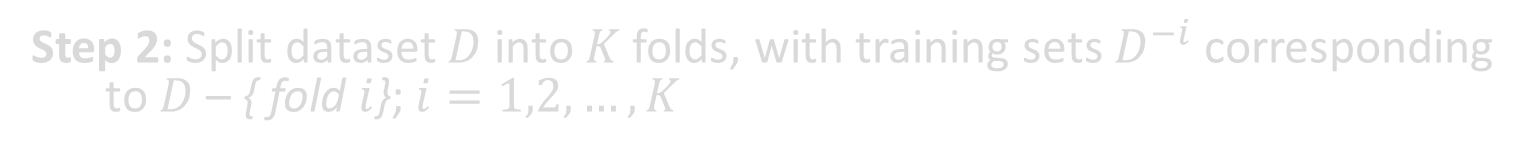 Step 2: Split dataset D into K folds, with training sets D⁻ⁱ corresponding
to D – { fold i}; i = 1,2, … , K